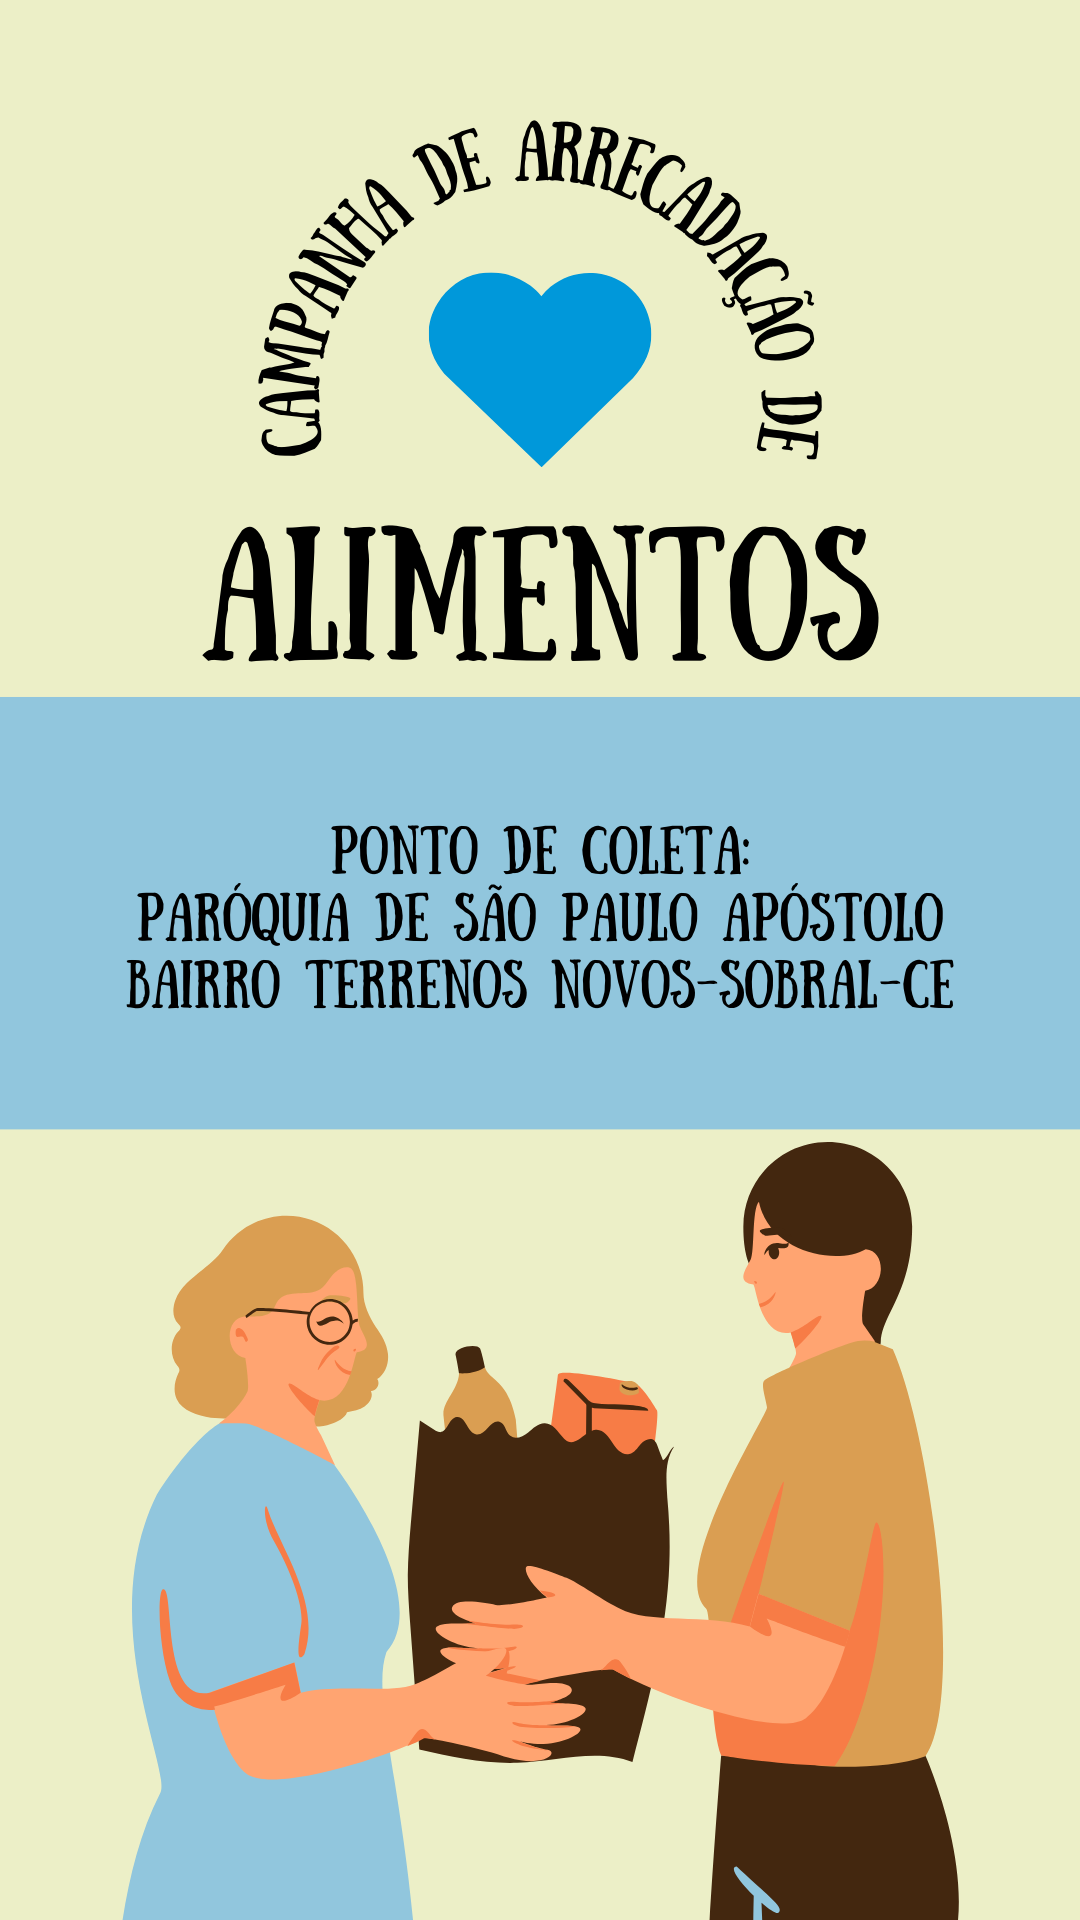 CAMPANHA DE ARRECADAÇÃO DE
ALIMENTOS
PONTO DE COLETA:
PARÓQUIA DE SÃO PAULO APÓSTOLO
BAIRRO TERRENOS NOVOS-SOBRAL-CE